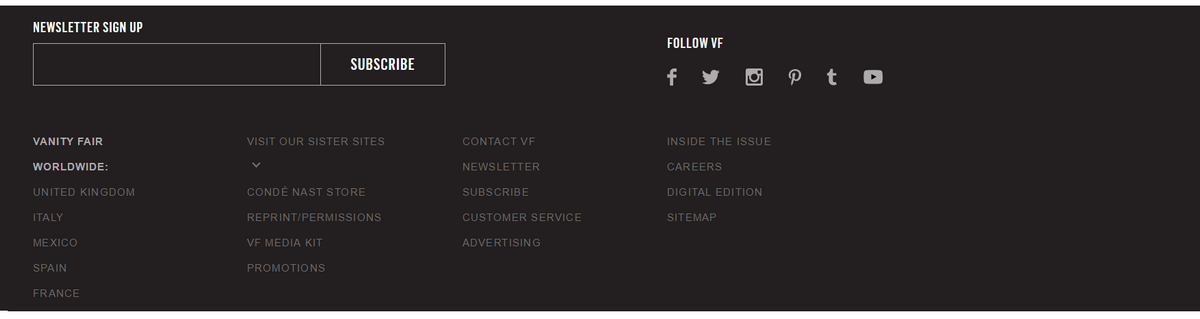 NEWSLETTER SIGN UP
SUBSCRIBE
FOLLOW VF
VANITY FAIR
WORLDWIDE:
UNITED KINGDOM
ITALY
MEXICO
SPAIN
FRANCE
VISIT OUR SISTER SITES
CONDÉ NAST STORE
REPRINT/PERMISSIONS
VF MEDIA KIT
PROMOTIONS
CONTACT VF
NEWSLETTER
SUBSCRIBE
CUSTOMER SERVICE
ADVERTISING
INSIDE THE ISSUE
CAREERS
DIGITAL EDITION
SITEMAP